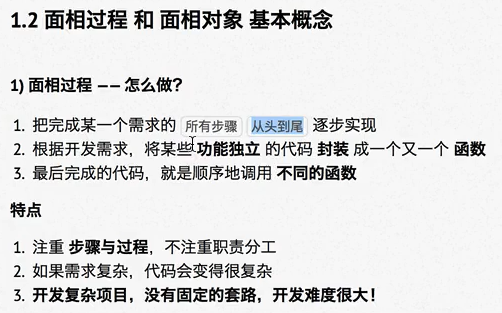 1.2 面相过程 和 面相对象 基本概念
1) 面相过程 —— 怎么做?
1. 把完成某一个需求的 所有步骤 从头到尾 逐步实现
2. 根据开发需求，将某些 功能独立 的代码 封装 成一个又一个 函数
3. 最后完成的代码，就是顺序地调用 不同的函数
特点
1. 注重 步骤与过程，不注重职责分工
2. 如果需求复杂，代码会变得很复杂
3. 开发复杂项目，没有固定的套路，开发难度很大！